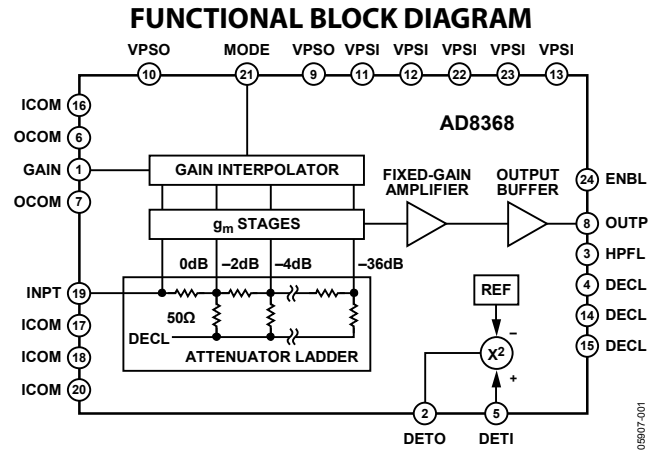 FUNCTIONAL BLOCK DIAGRAM
VPSO MODE VPSO VPSI VPSI VPSI VPSI VPSI
10 21 9 11 12 22 23 13
ICOM 16
OCOM 6
GAIN 1
OCOM 7
INPT 19
ICOM 17
ICOM 18
ICOM 20
AD8368
GAIN INTERPOLATOR
gm STAGES
FIXED-GAIN
AMPLIFIER
OUTPUT
BUFFER
0dB –2dB –4dB –36dB
50Ω
DECL
ATTENUATOR LADDER
REF
–
X2
+
24 ENBL
8 OUTP
3 HPFL
4 DECL
14 DECL
15 DECL
2 5
DETO DETI
05907-001